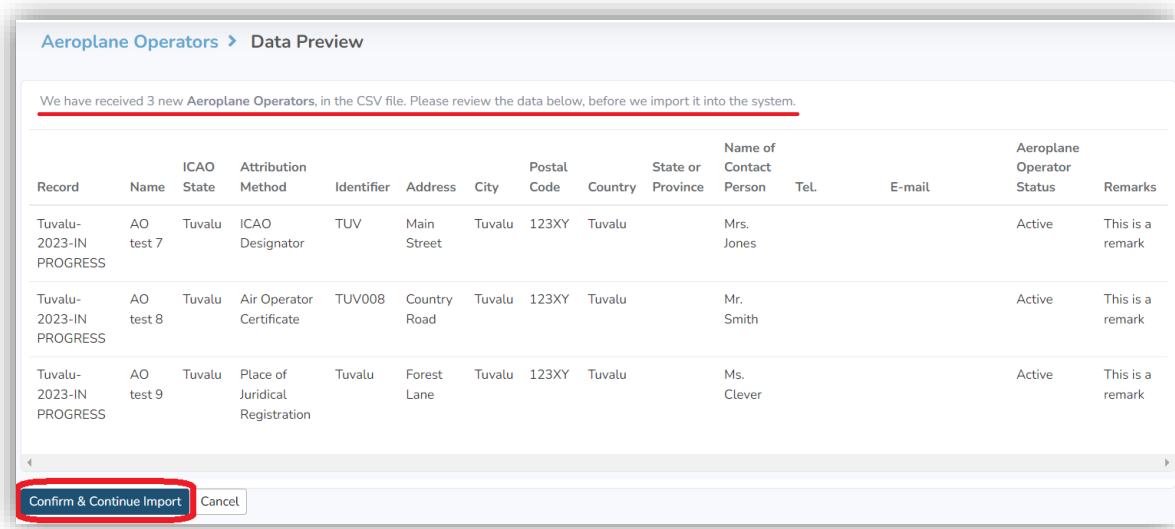 Aeroplane Operators > Data Preview
We have received 3 new Aeroplane Operators, in the CSV file. Please review the data below, before we import it into the system.
Record Name ICAO State Attribution Method Identifier Address City Postal Code Country State or Province Name of Contact Person Tel. E-mail Aeroplane Operator Status Remarks
Tuvalu-2023-IN PROGRESS AO test 7 Tuvalu ICAO Designator TUV Main Street Tuvalu 123XY Tuvalu Mrs. Jones Active This is a remark
Tuvalu-2023-IN PROGRESS AO test 8 Tuvalu Air Operator Certificate TUV008 Country Road Tuvalu 123XY Tuvalu Mr. Smith Active This is a remark
Tuvalu-2023-IN PROGRESS AO test 9 Tuvalu Place of Juridical Registration Tuvalu Forest Lane Tuvalu 123XY Tuvalu Ms. Clever Active This is a remark
Confirm & Continue Import Cancel